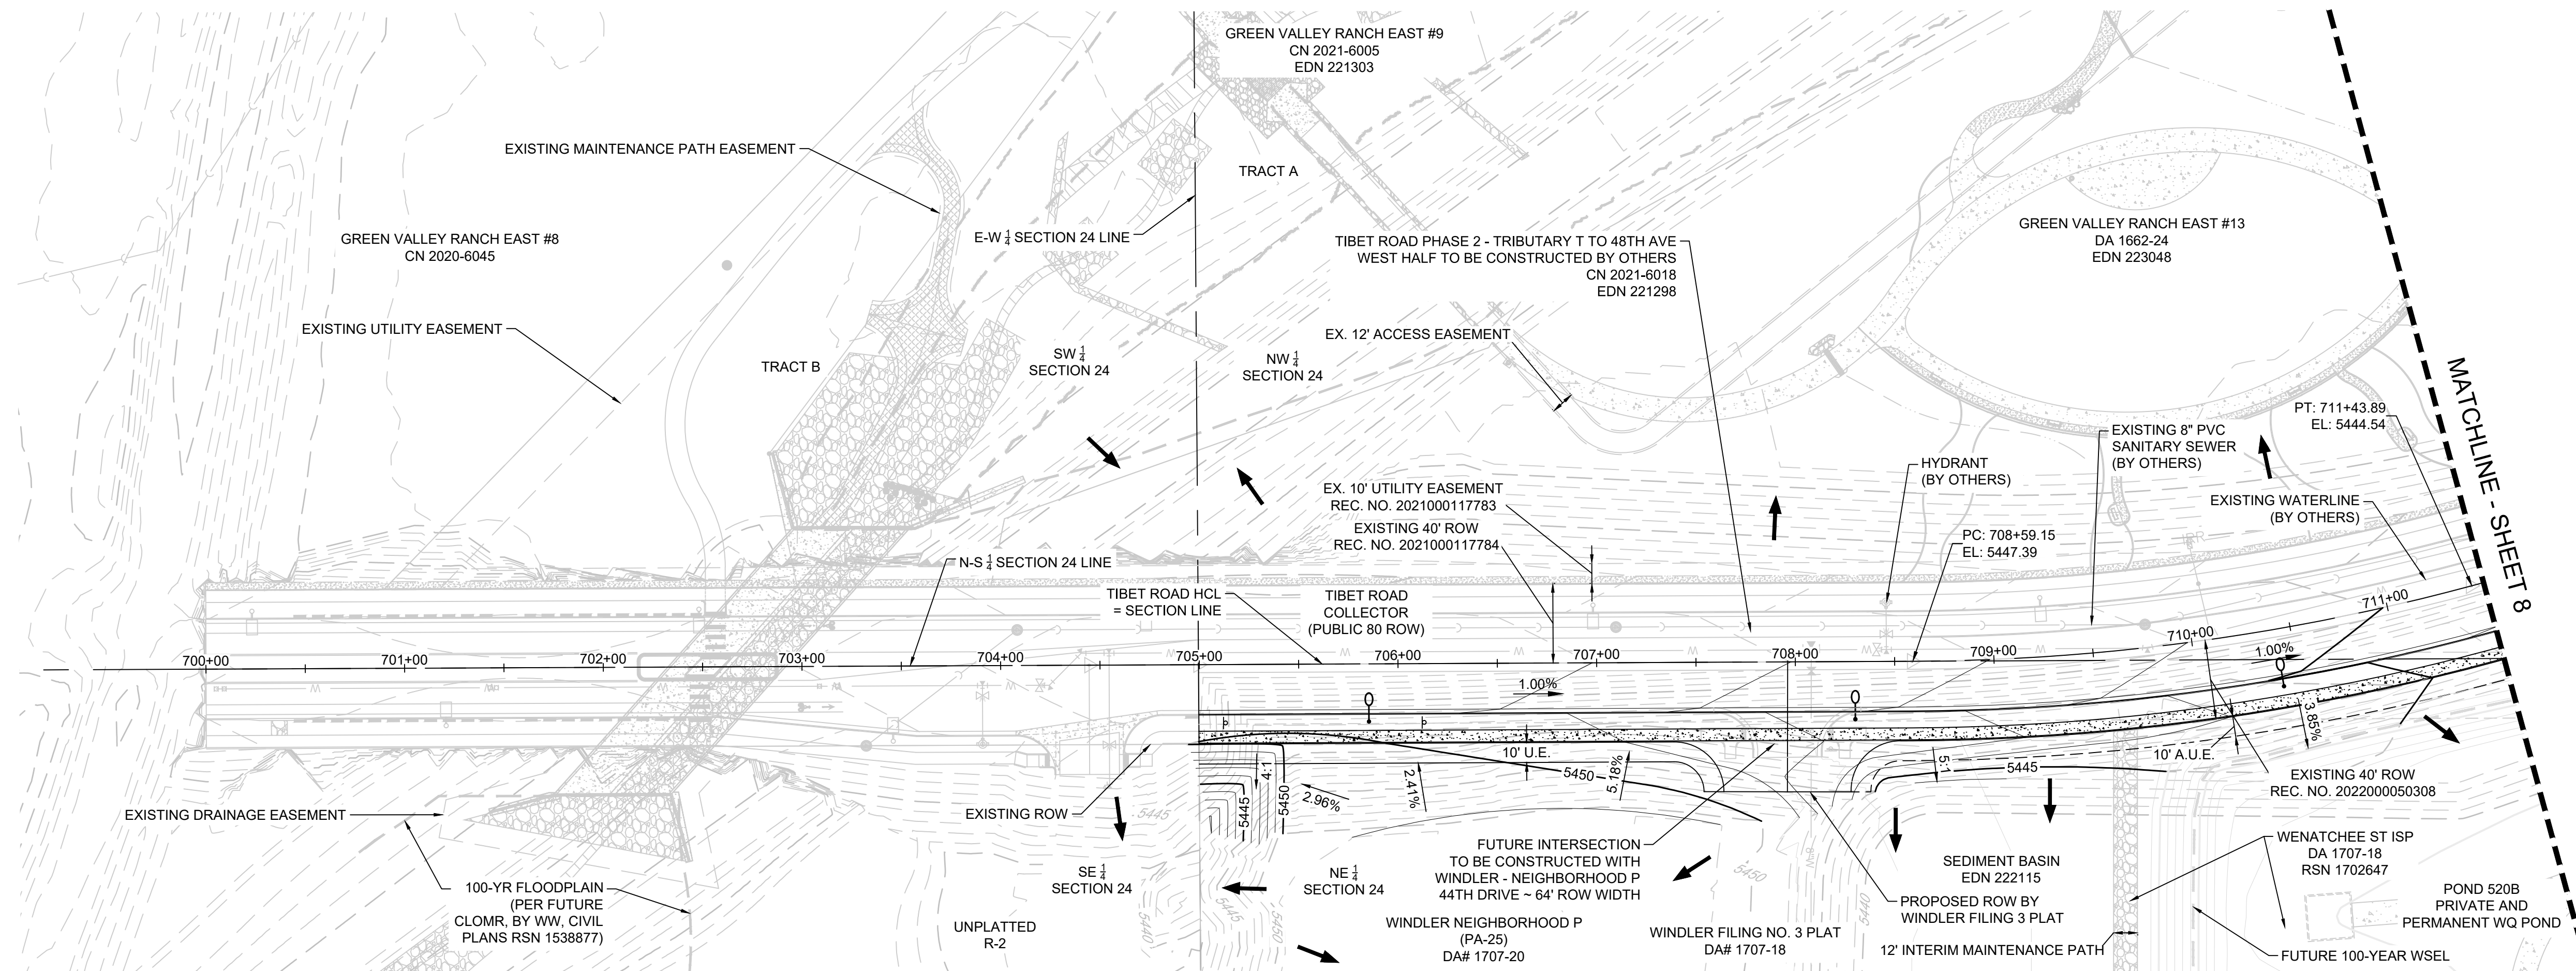 GREEN VALLEY RANCH EAST #9
CN 2021-6005
EDN 221303
EXISTING MAINTENANCE PATH EASEMENT
TRACT A
GREEN VALLEY RANCH EAST #8
CN 2020-6045
E-W 1/4 SECTION 24 LINE
TIBET ROAD PHASE 2 - TRIBUTARY T TO 48TH AVE
WEST HALF TO BE CONSTRUCTED BY OTHERS
CN 2021-6018
EDN 221298
GREEN VALLEY RANCH EAST #13
DA 1662-24
EDN 223048
EXISTING UTILITY EASEMENT
EX. 12' ACCESS EASEMENT
TRACT B
SW 1/4
SECTION 24
NW 1/4
SECTION 24
MATCHLINE - SHEET 8
PT: 711+43.89
EL: 5444.54
EXISTING 8" PVC
SANITARY SEWER
(BY OTHERS)
HYDRANT
(BY OTHERS)
EXISTING WATERLINE
(BY OTHERS)
EX. 10' UTILITY EASEMENT
REC. NO. 2021000117783
EXISTING 40' ROW
REC. NO. 2021000117784
PC: 708+59.15
EL: 5447.39
N-S 1/4 SECTION 24 LINE
TIBET ROAD HCL
= SECTION LINE
TIBET ROAD
COLLECTOR
(PUBLIC 80 ROW)
700+00
701+00
702+00
703+00
704+00
705+00
706+00
707+00
708+00
709+00
710+00
711+00
1.00%
1.00%
3.85%
10' U.E.
10' A.U.E.
4:1
5:1
5445
5450
2.96%
2.41%
5450
5.18%
5445
EXISTING 40' ROW
REC. NO. 2022000050308
EXISTING DRAINAGE EASEMENT
EXISTING ROW
5445
100-YR FLOODPLAIN
(PER FUTURE
CLOMR, BY WW, CIVIL
PLANS RSN 1538877)
SE 1/4
SECTION 24
NE 1/4
SECTION 24
FUTURE INTERSECTION
TO BE CONSTRUCTED WITH
WINDLER - NEIGHBORHOOD P
44TH DRIVE ~ 64' ROW WIDTH
SEDIMENT BASIN
EDN 222115
WENATCHEE ST ISP
DA 1707-18
RSN 1702647
PROPOSED ROW BY
WINDLER FILING 3 PLAT
POND 520B
PRIVATE AND
PERMANENT WQ POND
UNPLATTED
R-2
5440
5445
5450
5450
WINDLER NEIGHBORHOOD P
(PA-25)
DA# 1707-20
WINDLER FILING NO. 3 PLAT
DA# 1707-18
12' INTERIM MAINTENANCE PATH
FUTURE 100-YEAR WSEL